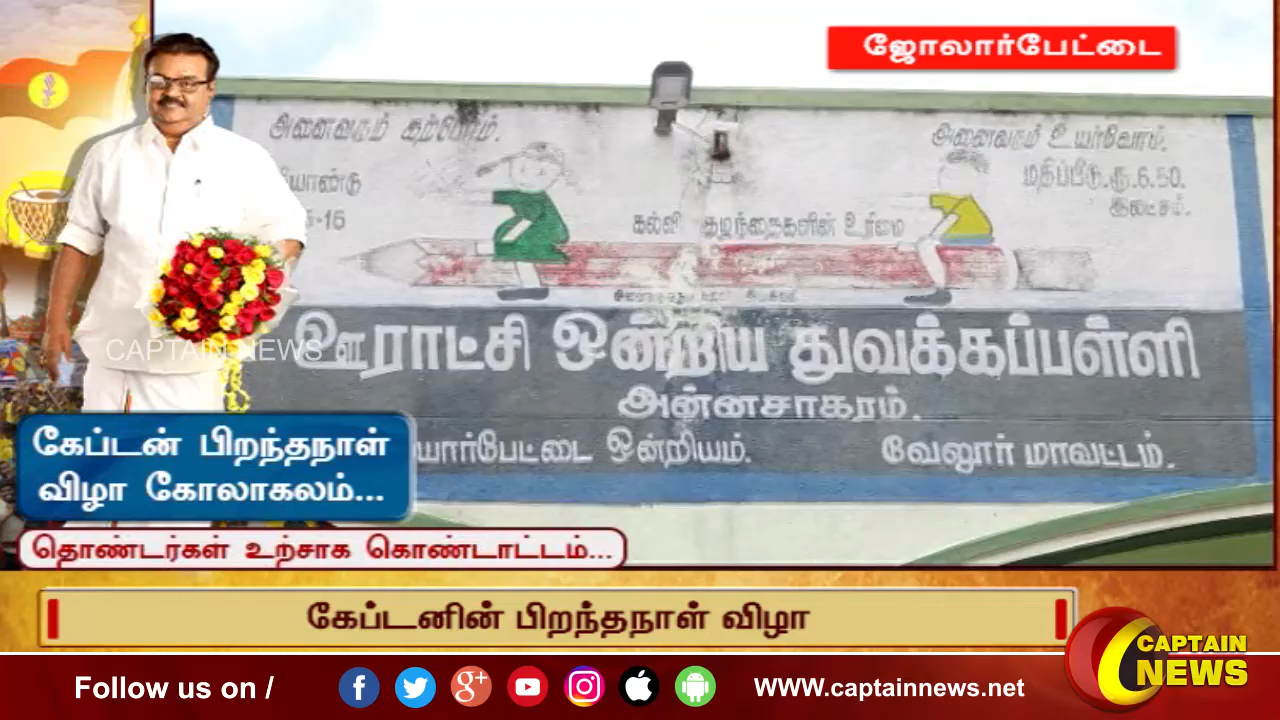 ஜோலார்பேட்டை
அனைவரும் கற்போம்.
அனைவரும் உயர்வோம்.
மதிப்பீடு.ரூ.6.50.
இலட்சம்.
-16
கல்வி குழந்தைகளின் உரிமை
ஊராட்சி ஒன்றிய துவக்கப்பள்ளி
அன்னசாகரம்.
யார்பேட்டை ஒன்றியம்.
வேலூர் மாவட்டம்.
CAPTAIN NEWS
கேப்டன் பிறந்தநாள்
விழா கோலாகலம்...
தொண்டர்கள் உற்சாக கொண்டாட்டம்...
கேப்டனின் பிறந்தநாள் விழா
CAPTAIN
NEWS
Follow us on / WWW.captainnews.net